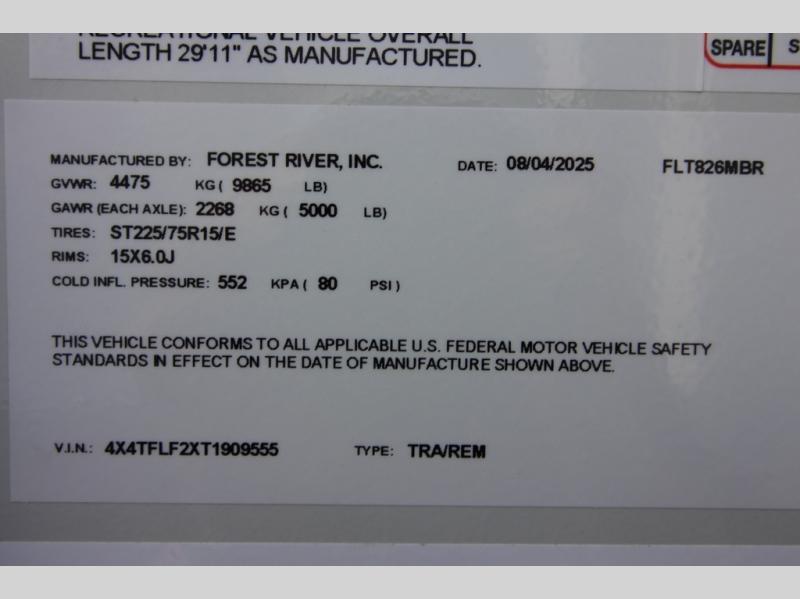 RECREATIONAL VEHICLE OVERALL
LENGTH 29'11" AS MANUFACTURED.
SPARE
MANUFACTURED BY: FOREST RIVER, INC. DATE: 08/04/2025 FLT826MBR
GVWR: 4475 KG ( 9865 LB)
GAWR (EACH AXLE): 2268 KG ( 5000 LB)
TIRES: ST225/75R15/E
RIMS: 15X6.0J
COLD INFL. PRESSURE: 552 KPA ( 80 PSI )
THIS VEHICLE CONFORMS TO ALL APPLICABLE U.S. FEDERAL MOTOR VEHICLE SAFETY
STANDARDS IN EFFECT ON THE DATE OF MANUFACTURE SHOWN ABOVE.
V.I.N.: 4X4TFLF2XT1909555 TYPE: TRA/REM